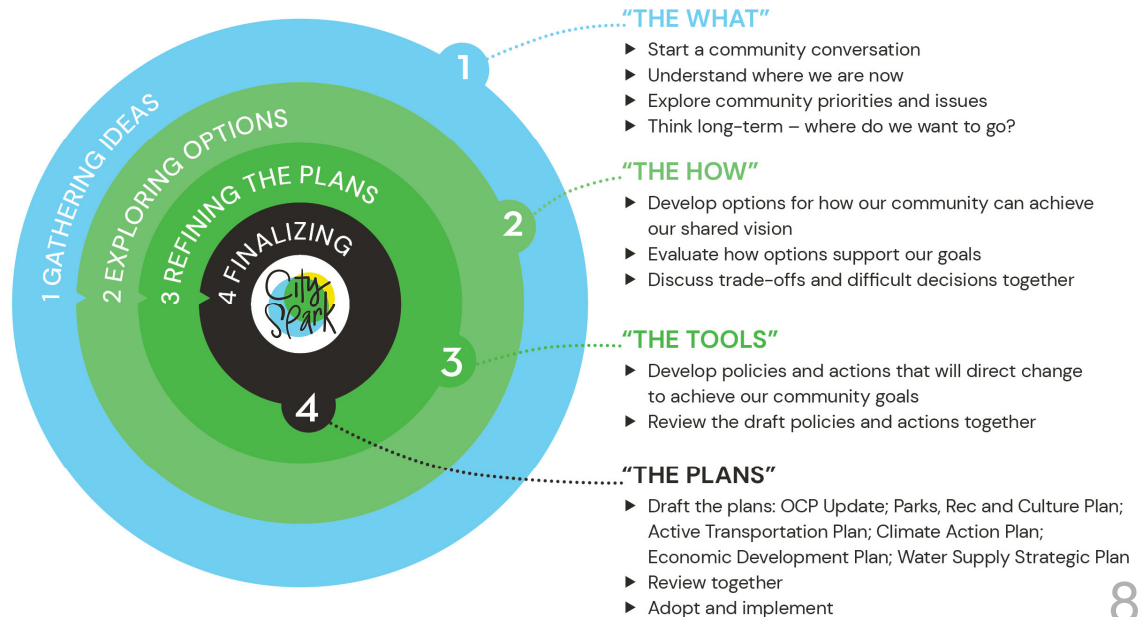 1 GATHERING IDEAS
2 EXPLORING OPTIONS
3 REFINING THE PLANS
4 FINALIZING
City
Spark
1
“THE WHAT”
▶ Start a community conversation
▶ Understand where we are now
▶ Explore community priorities and issues
▶ Think long-term – where do we want to go?
2
“THE HOW”
▶ Develop options for how our community can achieve
our shared vision
▶ Evaluate how options support our goals
▶ Discuss trade-offs and difficult decisions together
3
“THE TOOLS”
▶ Develop policies and actions that will direct change
to achieve our community goals
▶ Review the draft policies and actions together
4
“THE PLANS”
▶ Draft the plans: OCP Update; Parks, Rec and Culture Plan;
Active Transportation Plan; Climate Action Plan;
Economic Development Plan; Water Supply Strategic Plan
▶ Review together
▶ Adopt and implement
8